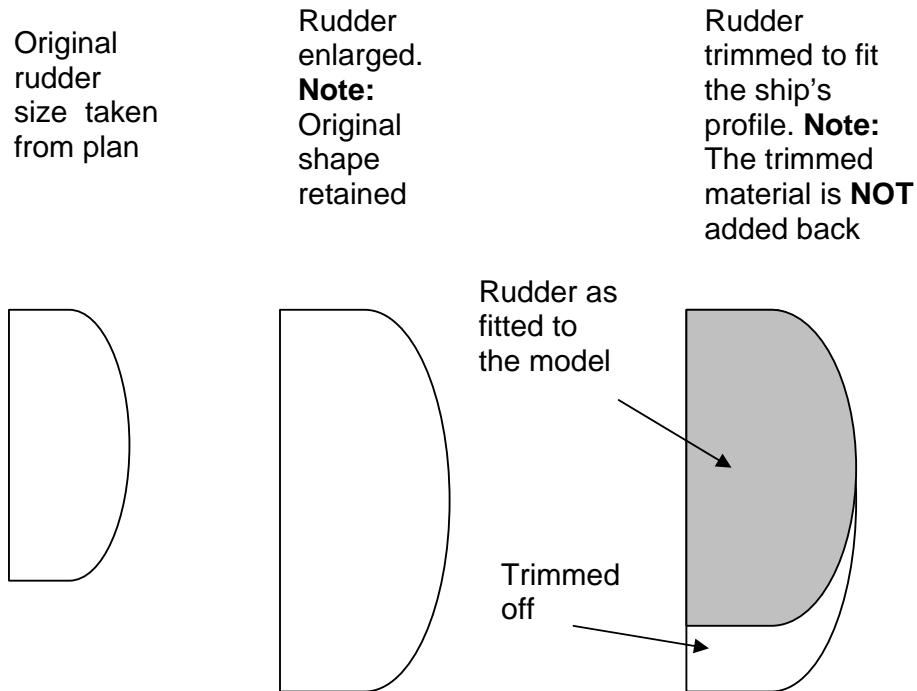 Original
rudder
size taken
from plan
Rudder
enlarged.
Note:
Original
shape
retained
Rudder
trimmed to fit
the ship’s
profile. Note:
The trimmed
material is NOT
added back
Rudder as
fitted to
the model
Trimmed
off